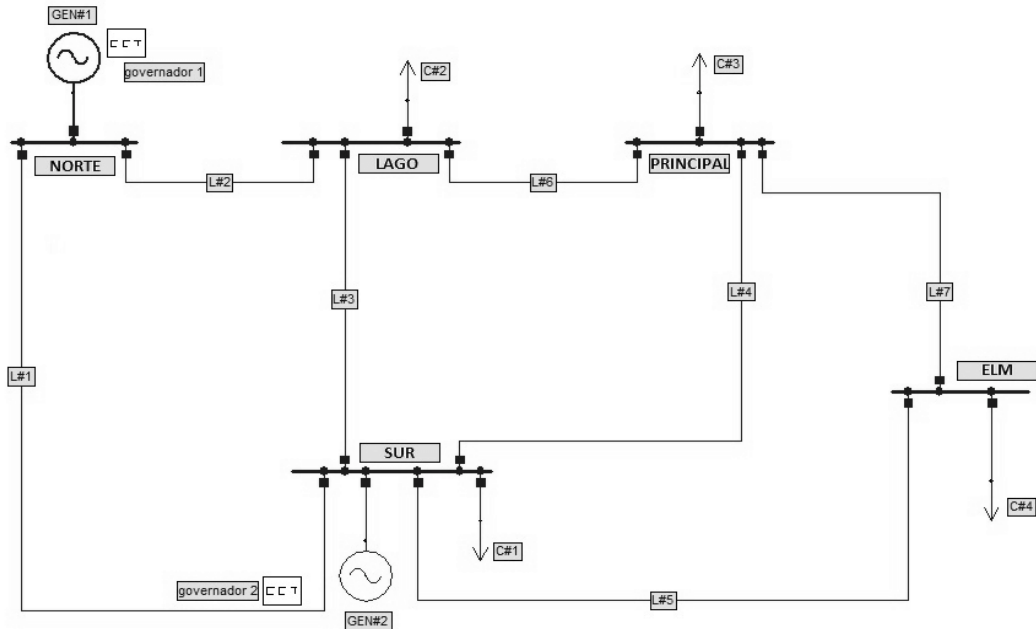 GEN#1
governador 1
C#2
C#3
NORTE
LAGO
PRINCIPAL
L#2
L#6
L#3
L#4
L#7
L#1
ELM
SUR
C#4
C#1
governador 2
L#5
GEN#2